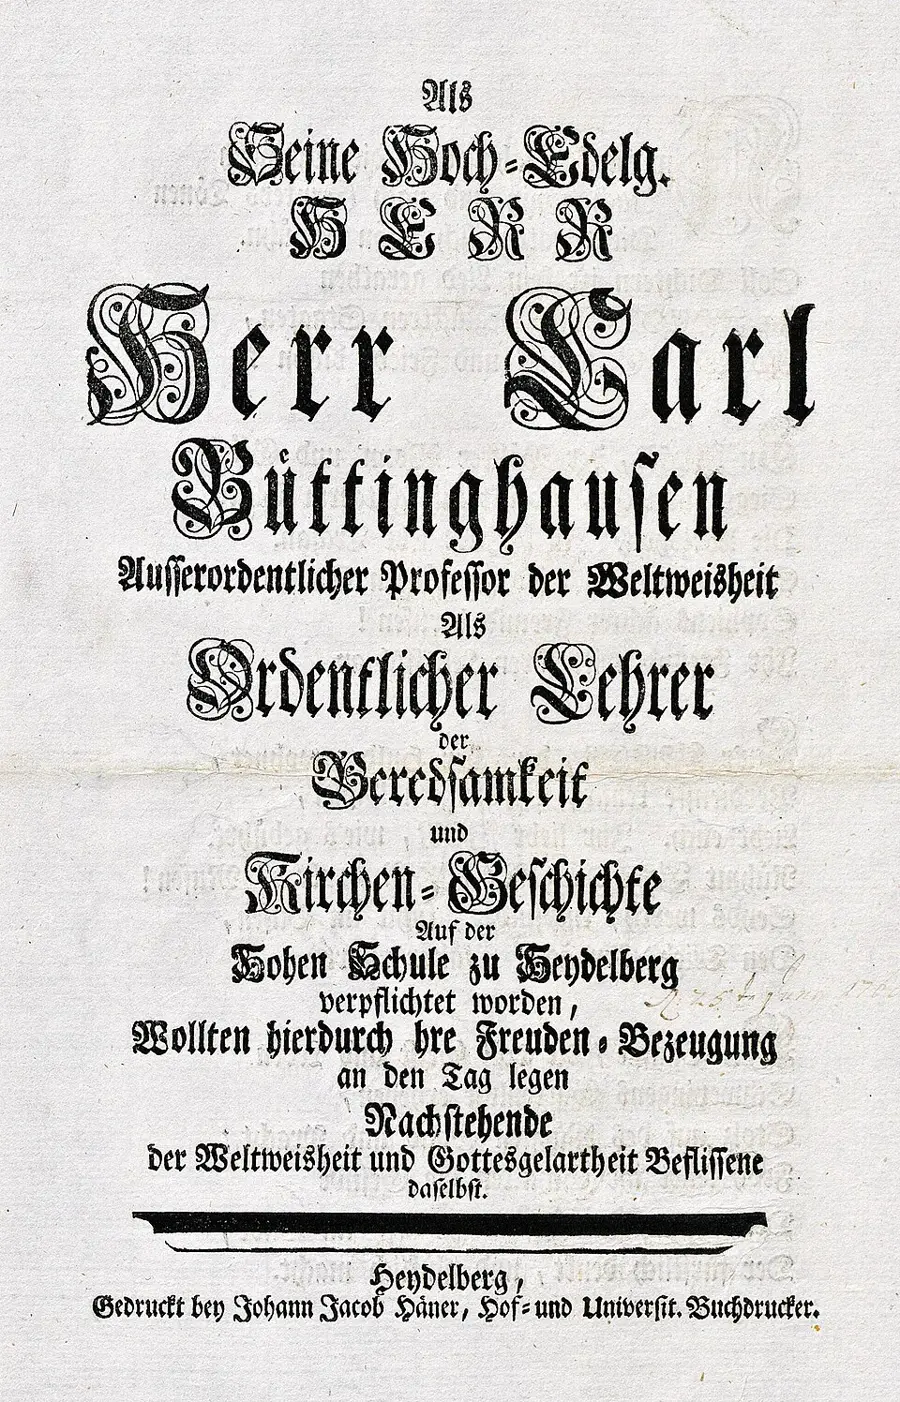 Als
Seine Hoch-Edelg.
HERR
Herr Carl
Büttinghausen
Ausserordentlicher Professor der Weltweisheit
Als
Ordentlicher Lehrer
der
Beredsamkeit
und
Kirchen-Geschichte
Auf der
Hohen Schule zu Heydelberg
verpflichtet worden,
Wollten hierdurch hre Freuden-Bezeugung
an den Tag legen
Nachstehende
der Weltweisheit und Gottesgelartheit Beflissene
daselbst.
Heydelberg,
Gedruckt bey Johann Jacob Häner, Hof- und Universit. Buchdrucker.